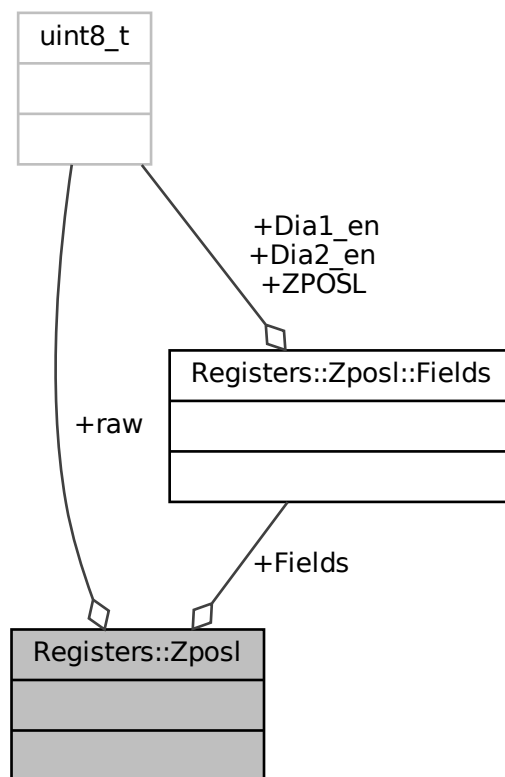 uint8_t
+Dia1_en
+Dia2_en
+ZPOSL
Registers::Zposl::Fields
+raw
+Fields
Registers::Zposl